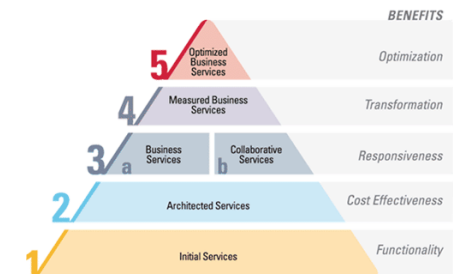 BENEFITS
5
Optimized
Business
Services
Optimization
4
Measured Business
Services
Transformation
3
a
Business
Services
b
Collaborative
Services
Responsiveness
2
Architected Services
Cost Effectiveness
1
Initial Services
Functionality